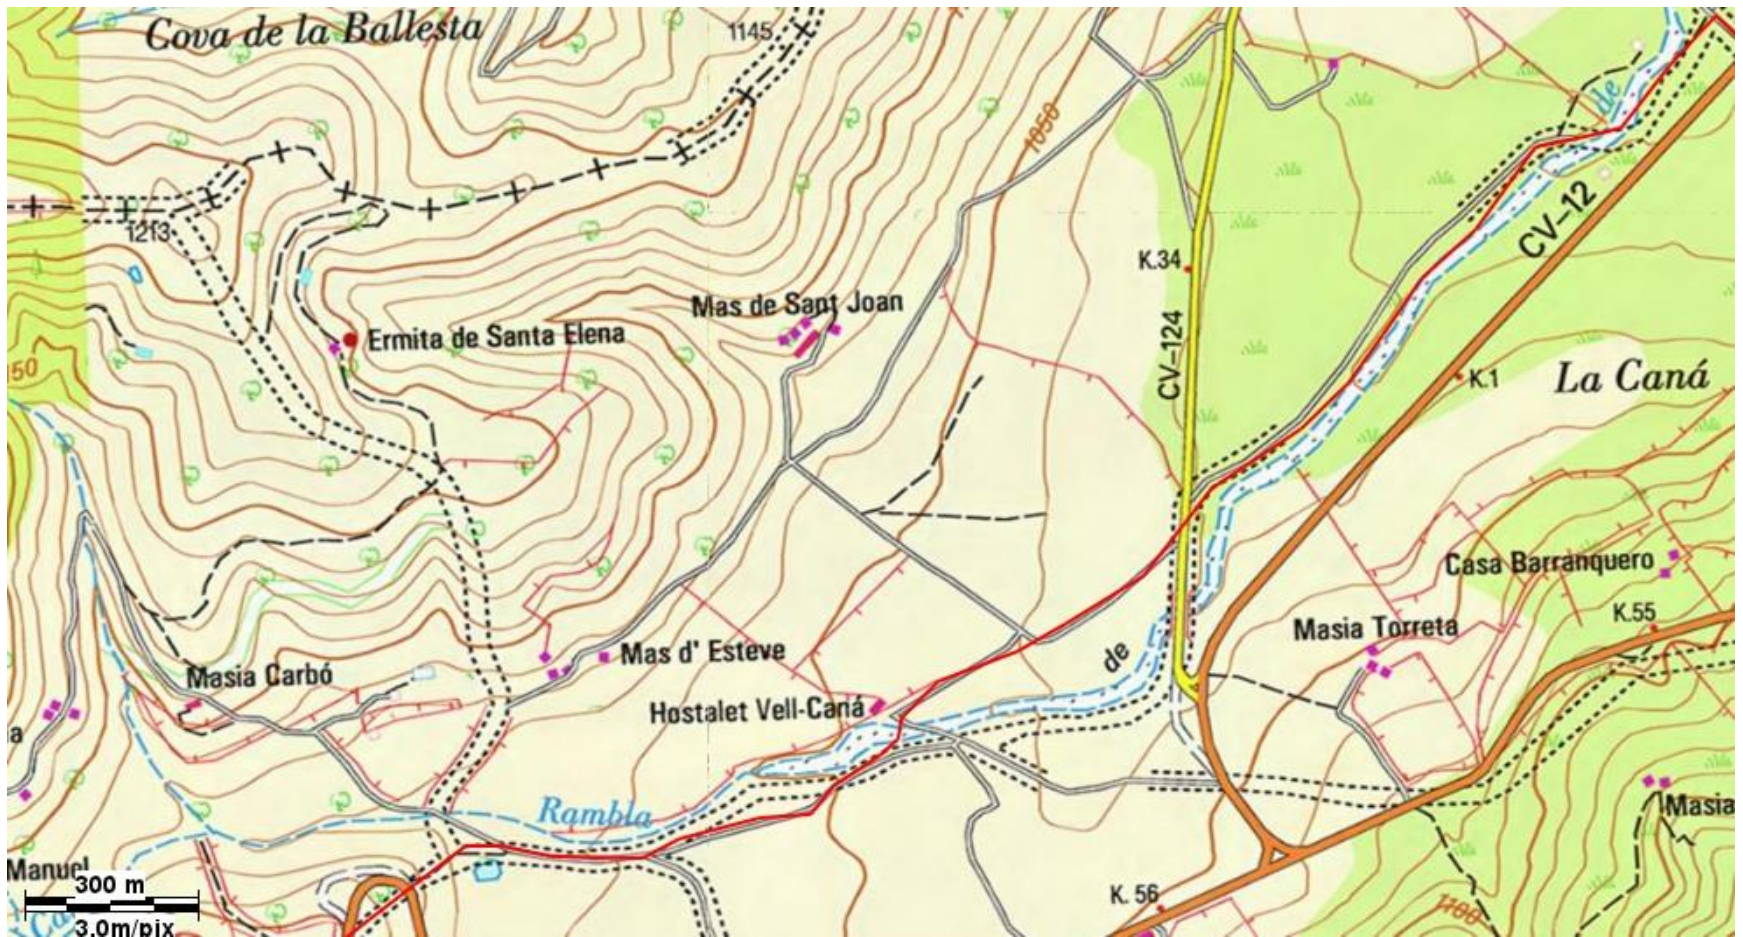 Cova de la Ballesta
1145
de
1050
CV-12
1213
K.34
Mas de Sant Joan
Ermita de Santa Elena
CV-124
50
K.1
La Caná
Casa Barranquero
K.55
Masia Torreta
Mas d' Esteve
de
Masia Carbó
Hostalet Vell-Caná
a
Rambla
Masia
Manuel
300 m
K. 56
1100
Ca
3.0m/pix